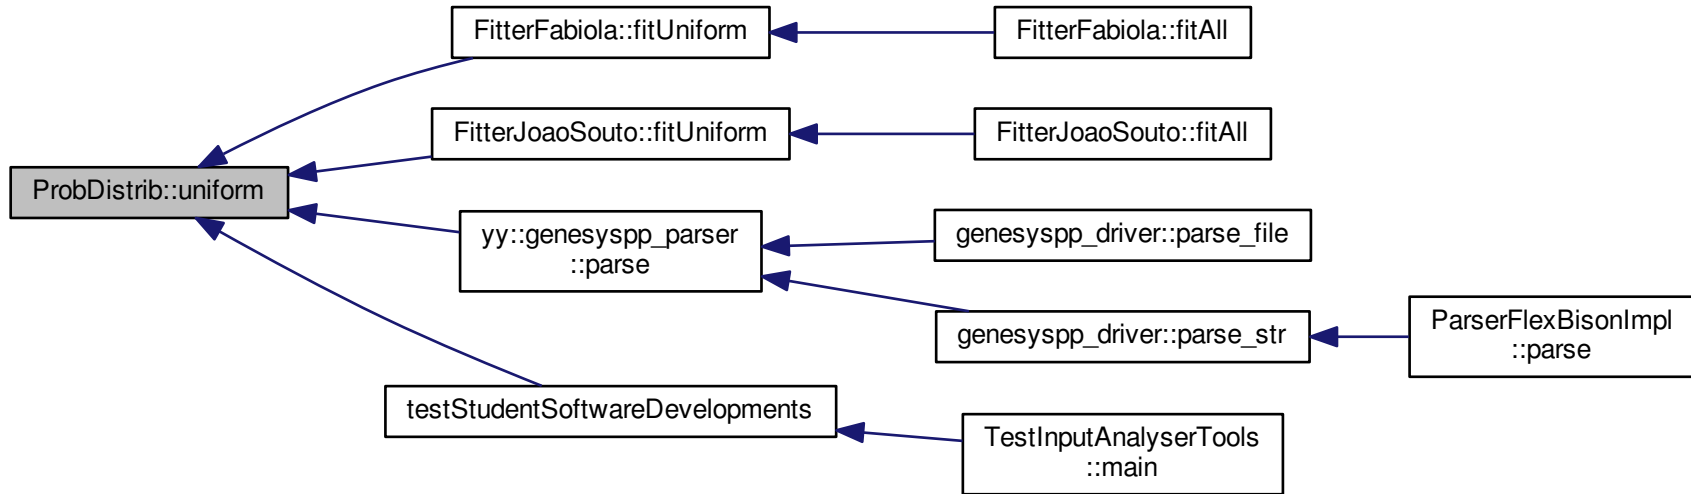 FitterFabiola::fitUniform
FitterFabiola::fitAll
FitterJoaoSouto::fitUniform
FitterJoaoSouto::fitAll
ProbDistrib::uniform
yy::genesyspp_parser
::parse
genesyspp_driver::parse_file
genesyspp_driver::parse_str
ParserFlexBisonImpl
::parse
testStudentSoftwareDevelopments
TestInputAnalyserTools
::main